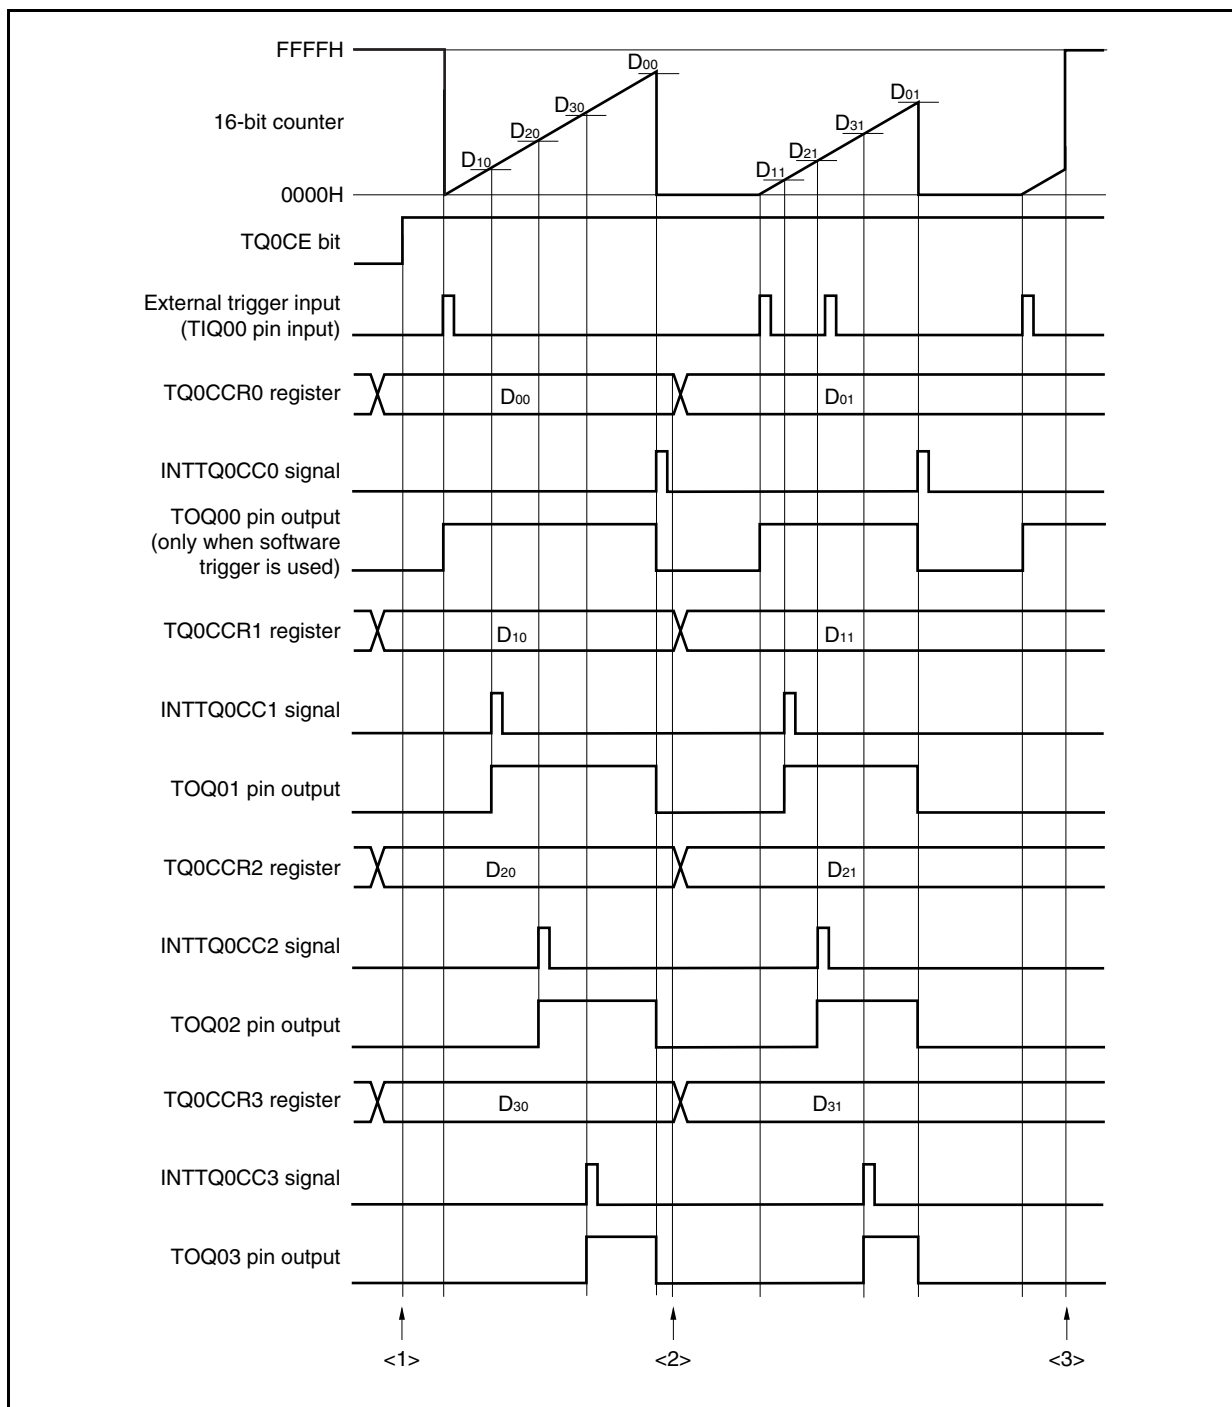 FFFFH
D00
D30
D20
D10
D01
D31
D21
D11
16-bit counter
0000H
TQ0CE bit
External trigger input
(TIQ00 pin input)
TQ0CCR0 register
D00
D01
INTTQ0CC0 signal
TOQ00 pin output
(only when software
trigger is used)
TQ0CCR1 register
D10
D11
INTTQ0CC1 signal
TOQ01 pin output
TQ0CCR2 register
D20
D21
INTTQ0CC2 signal
TOQ02 pin output
TQ0CCR3 register
D30
D31
INTTQ0CC3 signal
TOQ03 pin output
<1>
<2>
<3>